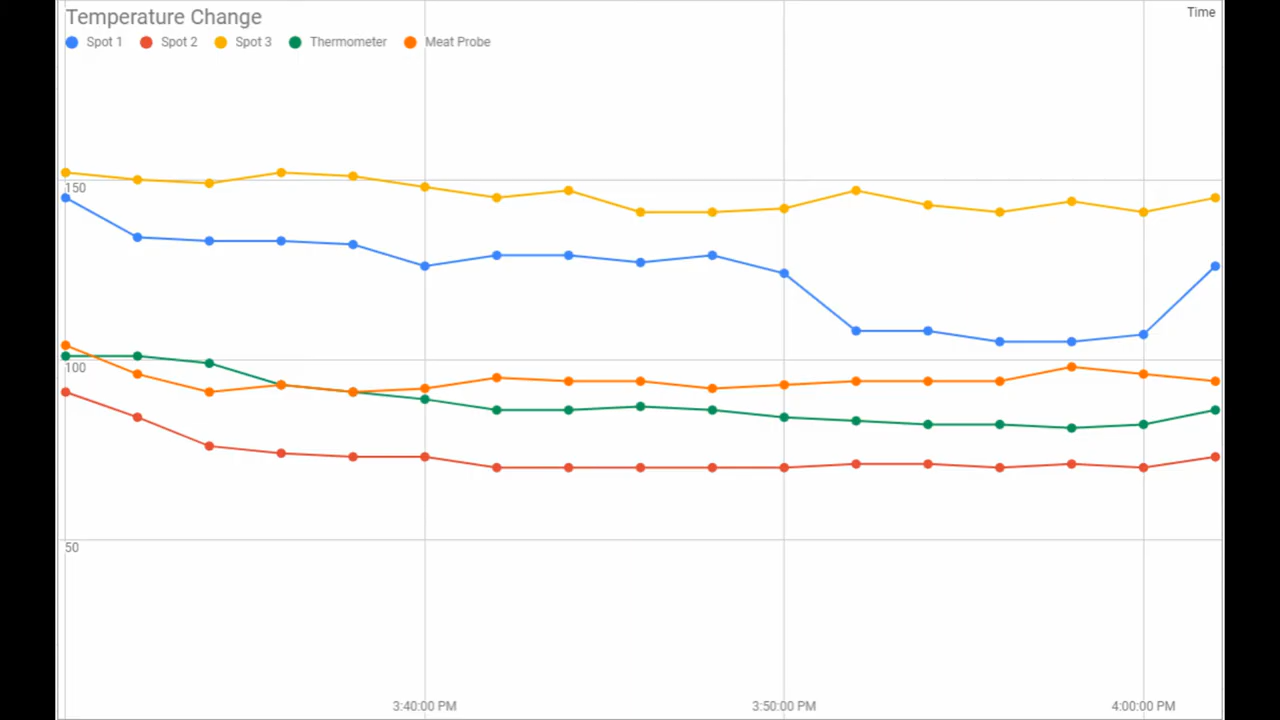 Temperature Change
Time
Spot 1 Spot 2 Spot 3 Thermometer Meat Probe
150
100
50
3:40:00 PM 3:50:00 PM 4:00:00 PM